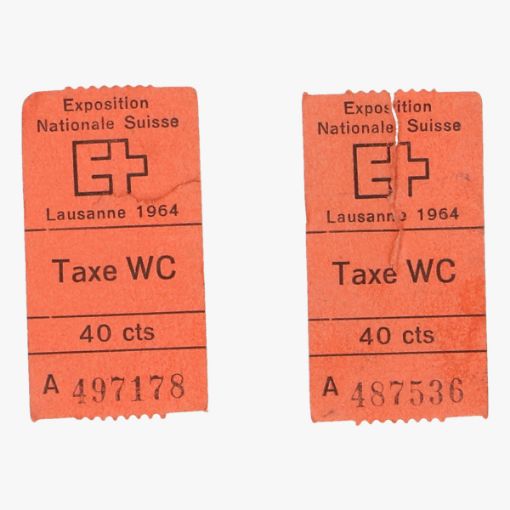 Exposition
Nationale Suisse
E+
Lausanne 1964
Taxe WC
40 cts
A 497178
Exposition
Nationale Suisse
E+
Lausanne 1964
Taxe WC
40 cts
A 487536